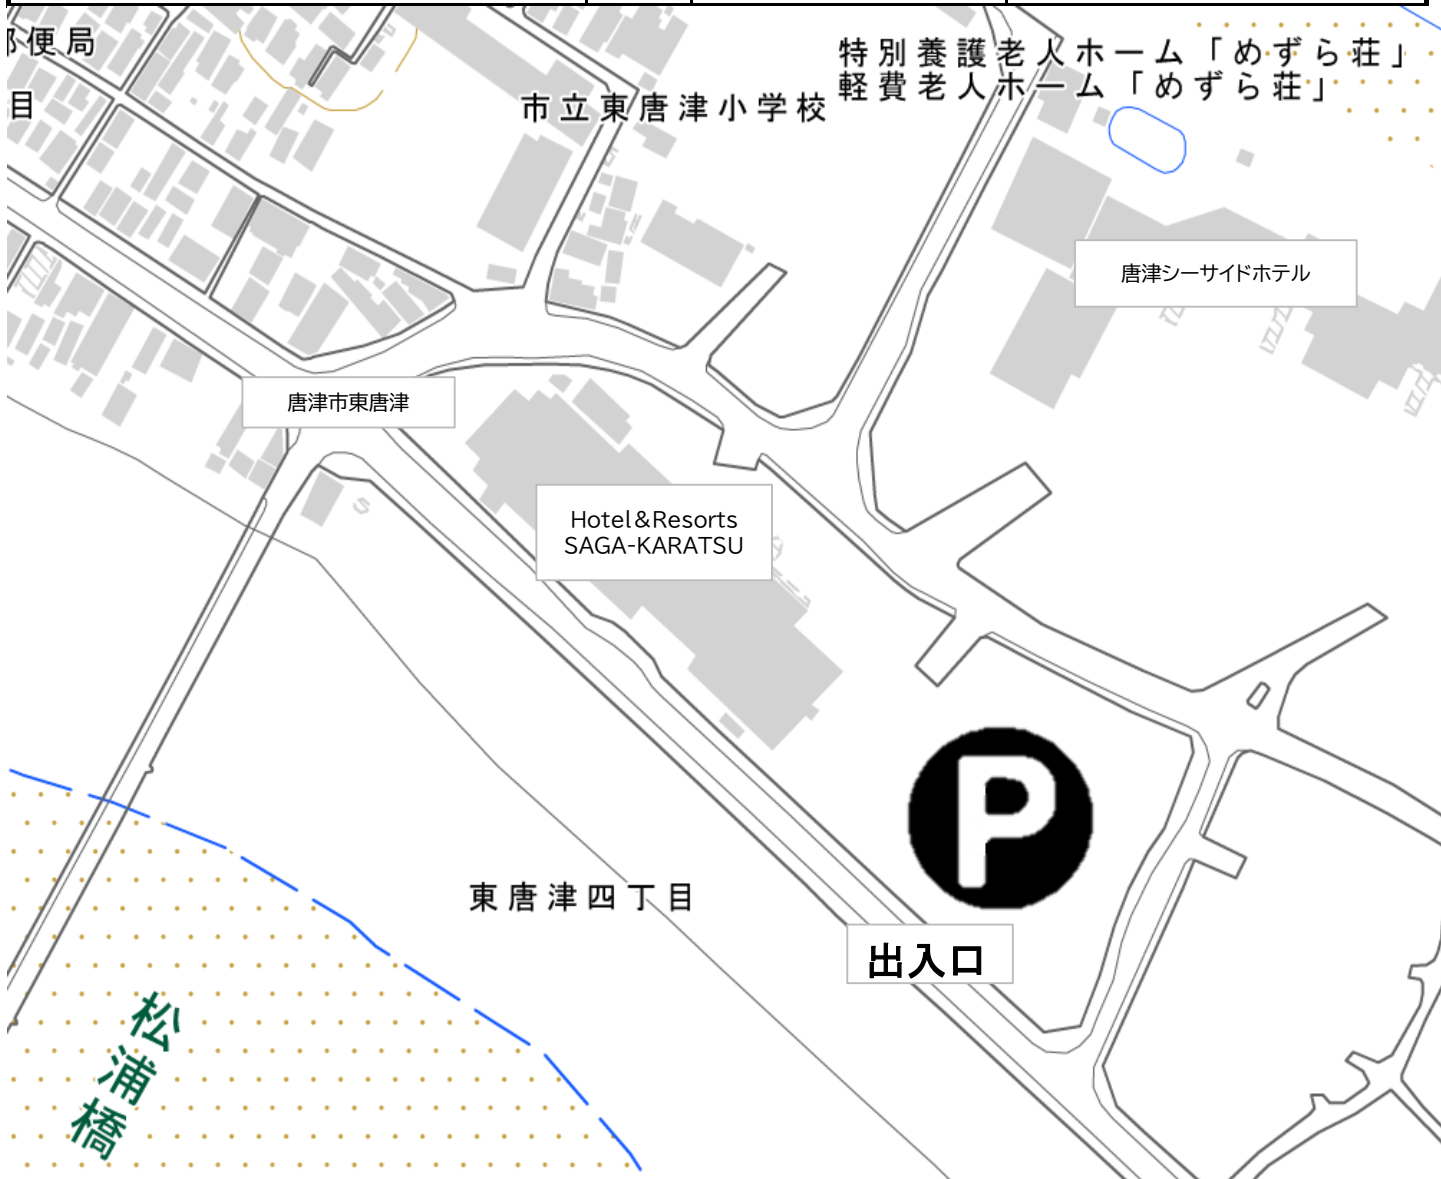 便局
目
特別養護老人ホーム「めずら荘」
軽費老人ホーム「めずら荘」
市立東唐津小学校
唐津シーサイドホテル
唐津市東唐津
Hotel&Resorts
SAGA-KARATSU
P
東唐津四丁目
出入口
松浦橋